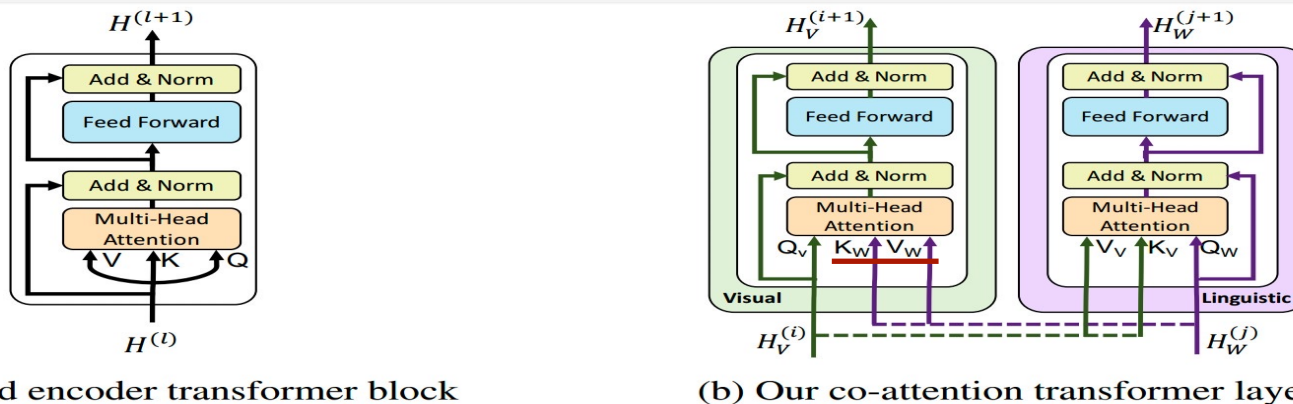 H^(l+1)
Add & Norm
Feed Forward
Add & Norm
Multi-Head
Attention
V K Q
H^(l)
d encoder transformer block
H_V^(i+1)
Add & Norm
Feed Forward
Add & Norm
Multi-Head
Attention
Q_v K_W V_W
Visual
H_V^(i)
H_W^(j+1)
Add & Norm
Feed Forward
Add & Norm
Multi-Head
Attention
V_V K_V Q_W
Linguistic
H_W^(j)
(b) Our co-attention transformer laye